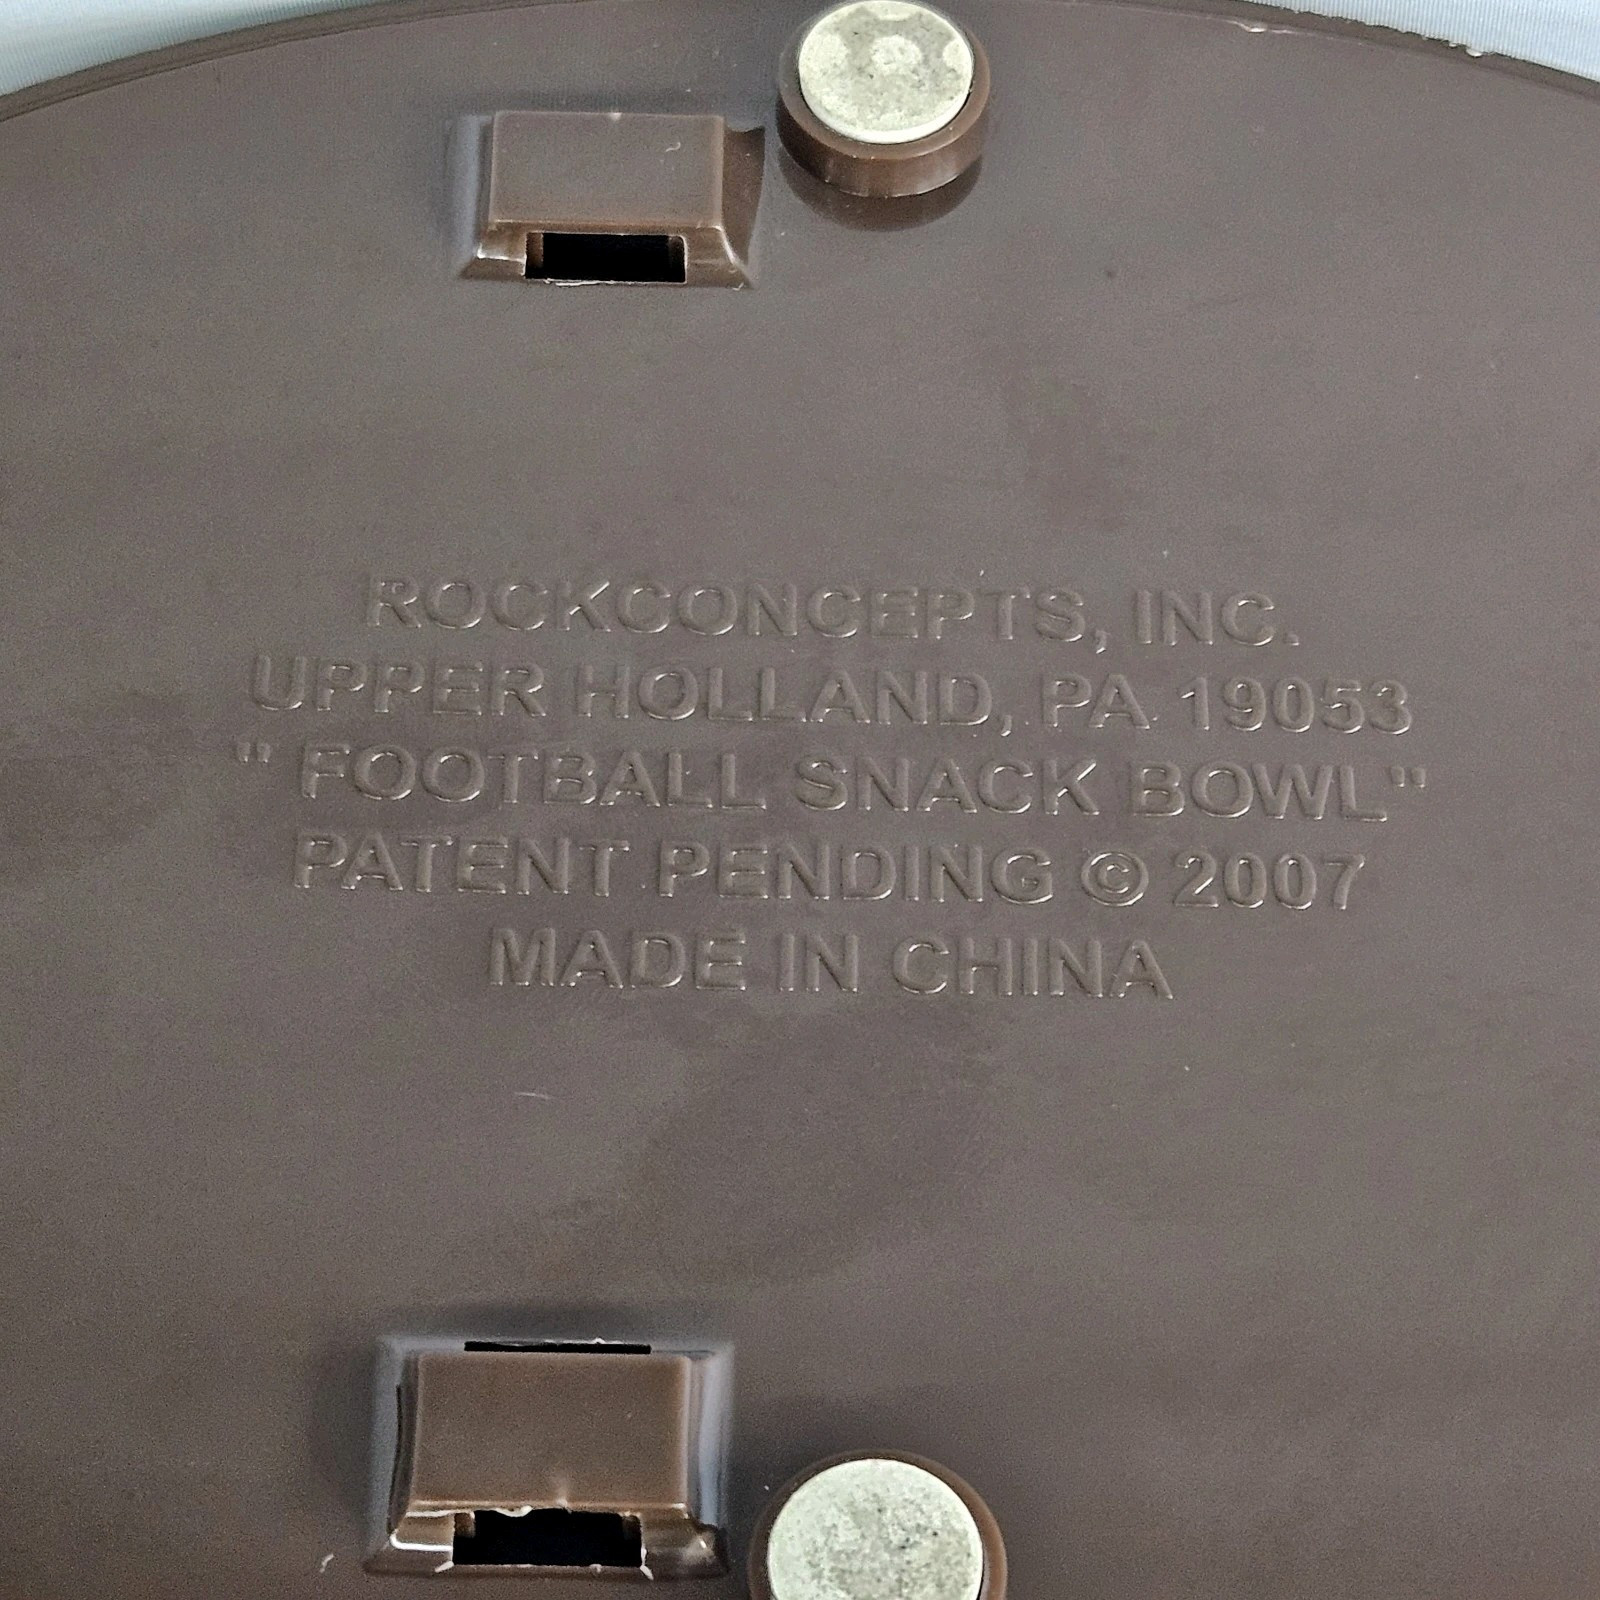 ROCKCONCEPTS, INC.
UPPER HOLLAND, PA 19053
" FOOTBALL SNACK BOWL"
PATENT PENDING © 2007
MADE IN CHINA